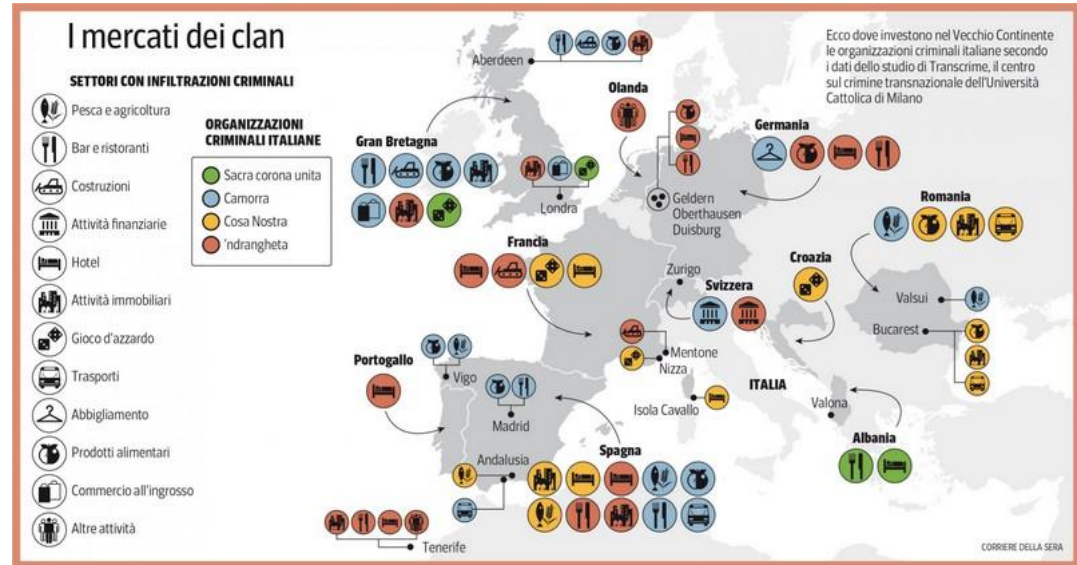 I mercati dei clan
SETTORI CON INFILTRAZIONI CRIMINALI
Pesca e agricoltura
Bar e ristoranti
Costruzioni
Attività finanziarie
Hotel
Attività immobiliari
Gioco d'azzardo
Trasporti
Abbigliamento
Prodotti alimentari
Commercio all'ingrosso
Altre attività
ORGANIZZAZIONI
CRIMINALI ITALIANE
Sacra corona unita
Camorra
Cosa Nostra
'ndrangheta
Ecco dove investono nel Vecchio Continente
le organizzazioni criminali italiane secondo
i dati dello studio di Transcrime, il centro
sul crimine transnazionale dell'Università
Cattolica di Milano
Aberdeen
Gran Bretagna
Londra
Olanda
Germania
Geldern
Oberthausen
Duisburg
Romania
Valsui
Bucarest
Francia
Zurigo
Svizzera
Croazia
Mentone
Nizza
Portogallo
Vigo
Madrid
Isola Cavallo
ITALIA
Valona
Albania
Andalusia
Spagna
Tenerife
CORRIERE DELLA SERA